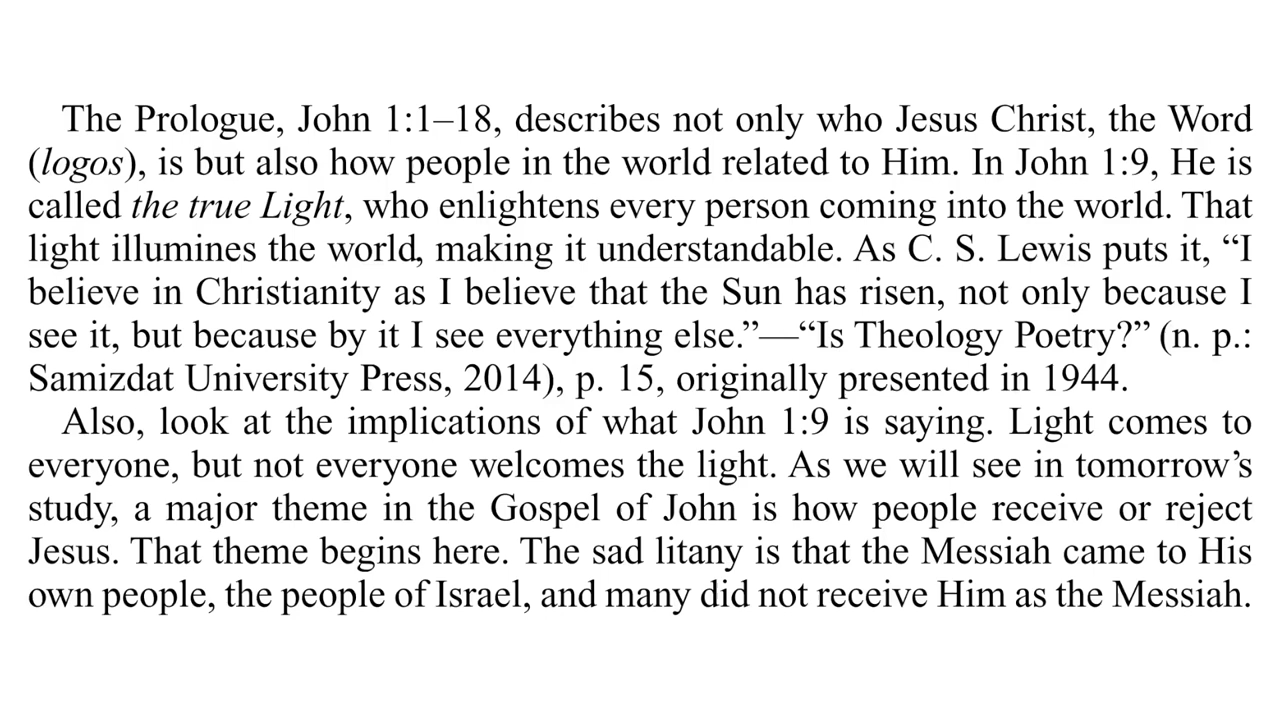 The Prologue, John 1:1–18, describes not only who Jesus Christ, the Word
(logos), is but also how people in the world related to Him. In John 1:9, He is
called the true Light, who enlightens every person coming into the world. That
light illumines the world, making it understandable. As C. S. Lewis puts it, “I
believe in Christianity as I believe that the Sun has risen, not only because I
see it, but because by it I see everything else.”—“Is Theology Poetry?” (n. p.:
Samizdat University Press, 2014), p. 15, originally presented in 1944.
Also, look at the implications of what John 1:9 is saying. Light comes to
everyone, but not everyone welcomes the light. As we will see in tomorrow’s
study, a major theme in the Gospel of John is how people receive or reject
Jesus. That theme begins here. The sad litany is that the Messiah came to His
own people, the people of Israel, and many did not receive Him as the Messiah.